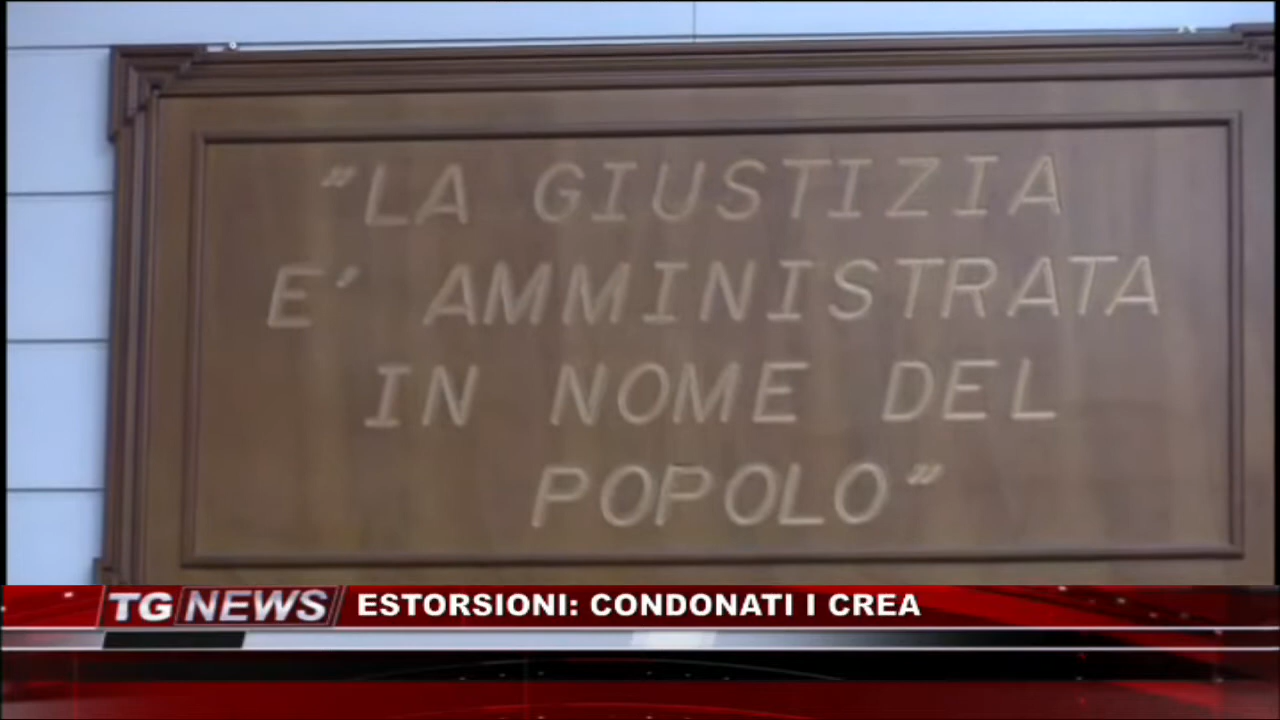 "LA GIUSTIZIA
E' AMMINISTRATA
IN NOME DEL
POPOLO"
TG NEWS ESTORSIONI: CONDONATI I CREA